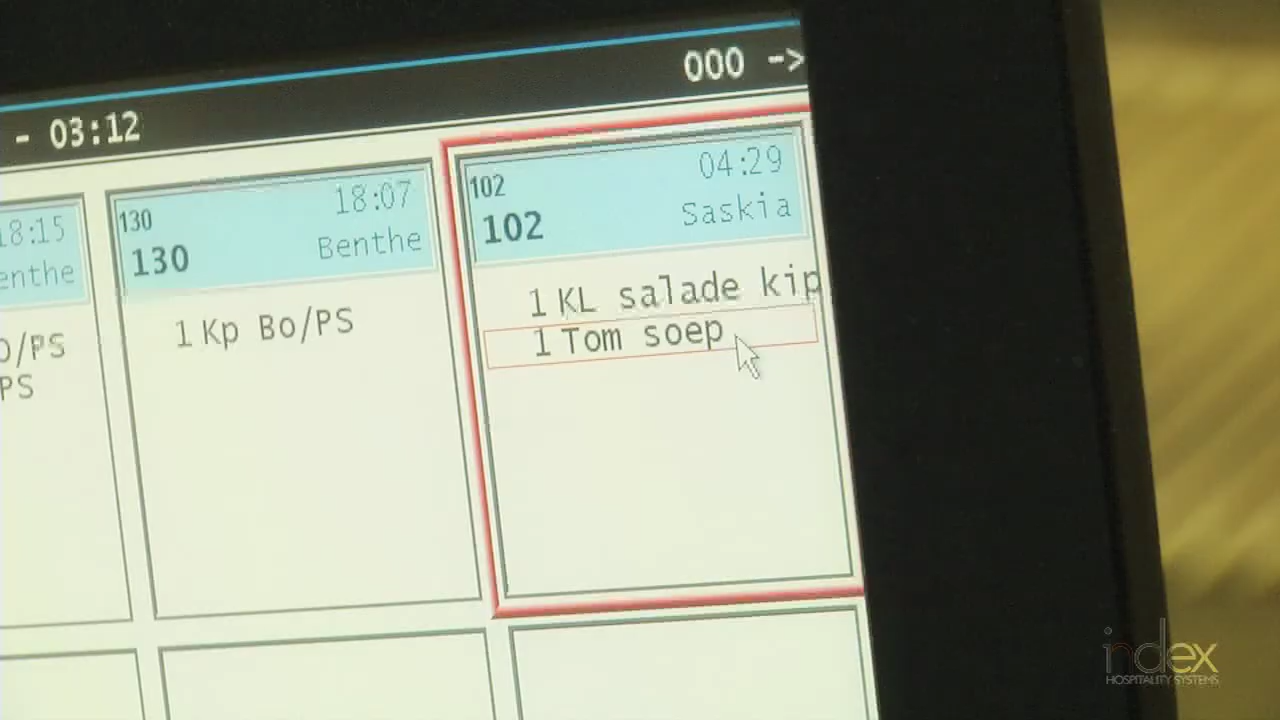 - 03:12
000 ->
18:15
enthe
O/PS
PS
130
18:07
130
Benthe
1 Kp Bo/PS
102
04:29
102
Saskia
1 KL salade kip
1 Tom soep
index
HOSPITALITY SYSTEMS